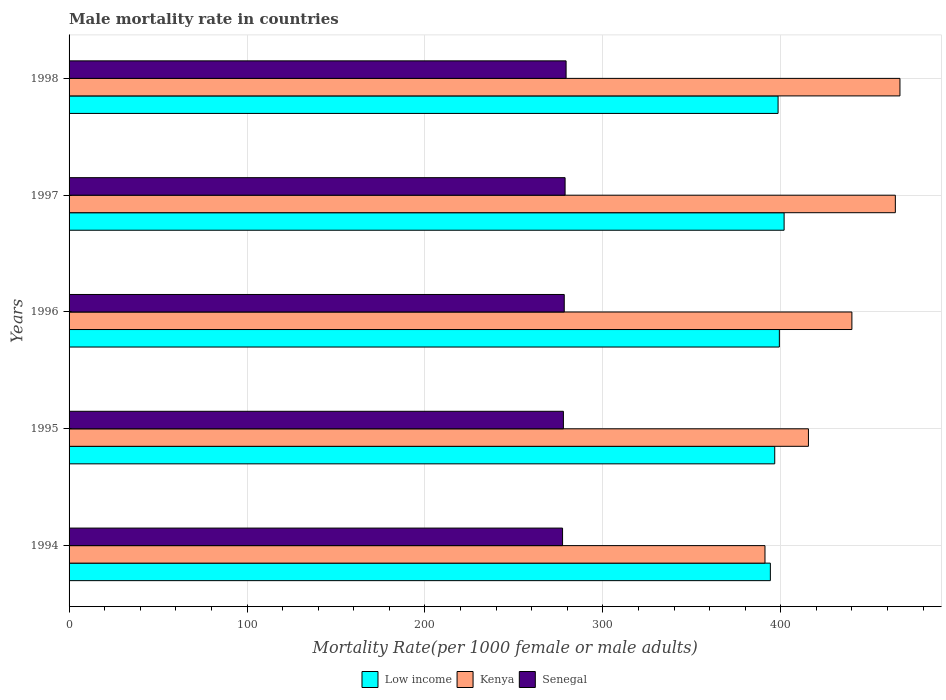 Male mortality rate in countries
1998
1997
1996
1995
1994
Years
0
100
200
300
400
Mortality Rate(per 1000 female or male adults)
Low income
Kenya
Senegal